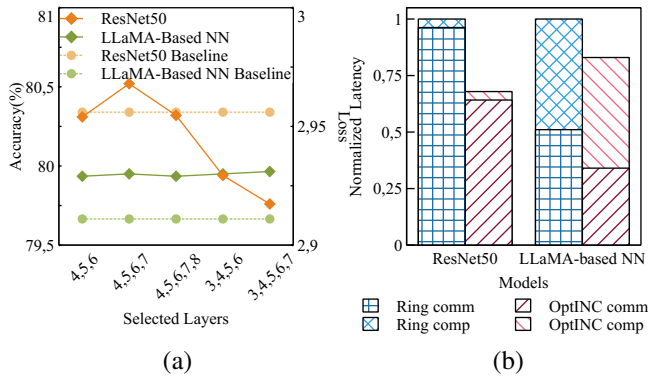 81
80,5
80
79,5
Accuracy(%)
ResNet50
LLaMA-Based NN
ResNet50 Baseline
LLaMA-Based NN Baseline
3
2,95
2,9
Loss
4,5,6
4,5,6,7
4,5,6,7,8
3,4,5,6
3,4,5,6,7
Selected Layers
(a)
1
0,75
0,5
0,25
0
Normalized Latency
ResNet50
LLaMA-based NN
Models
Ring comm
OptINC comm
Ring comp
OptINC comp
(b)